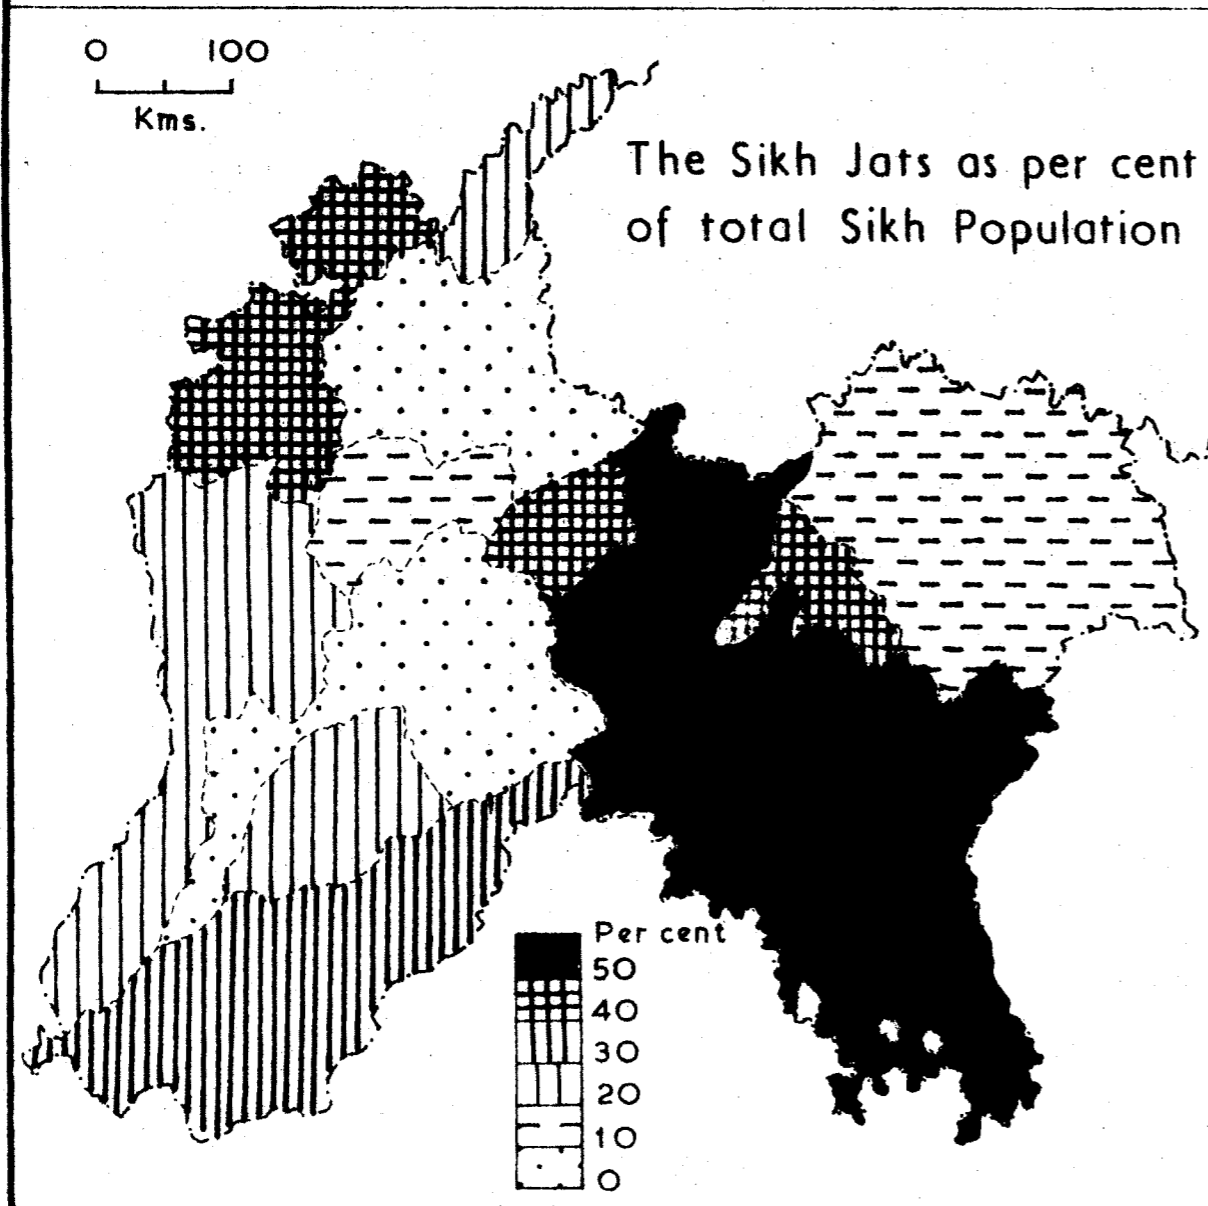 0 100
Kms.
The Sikh Jats as per cent
of total Sikh Population
Per cent
50
40
30
20
10
0